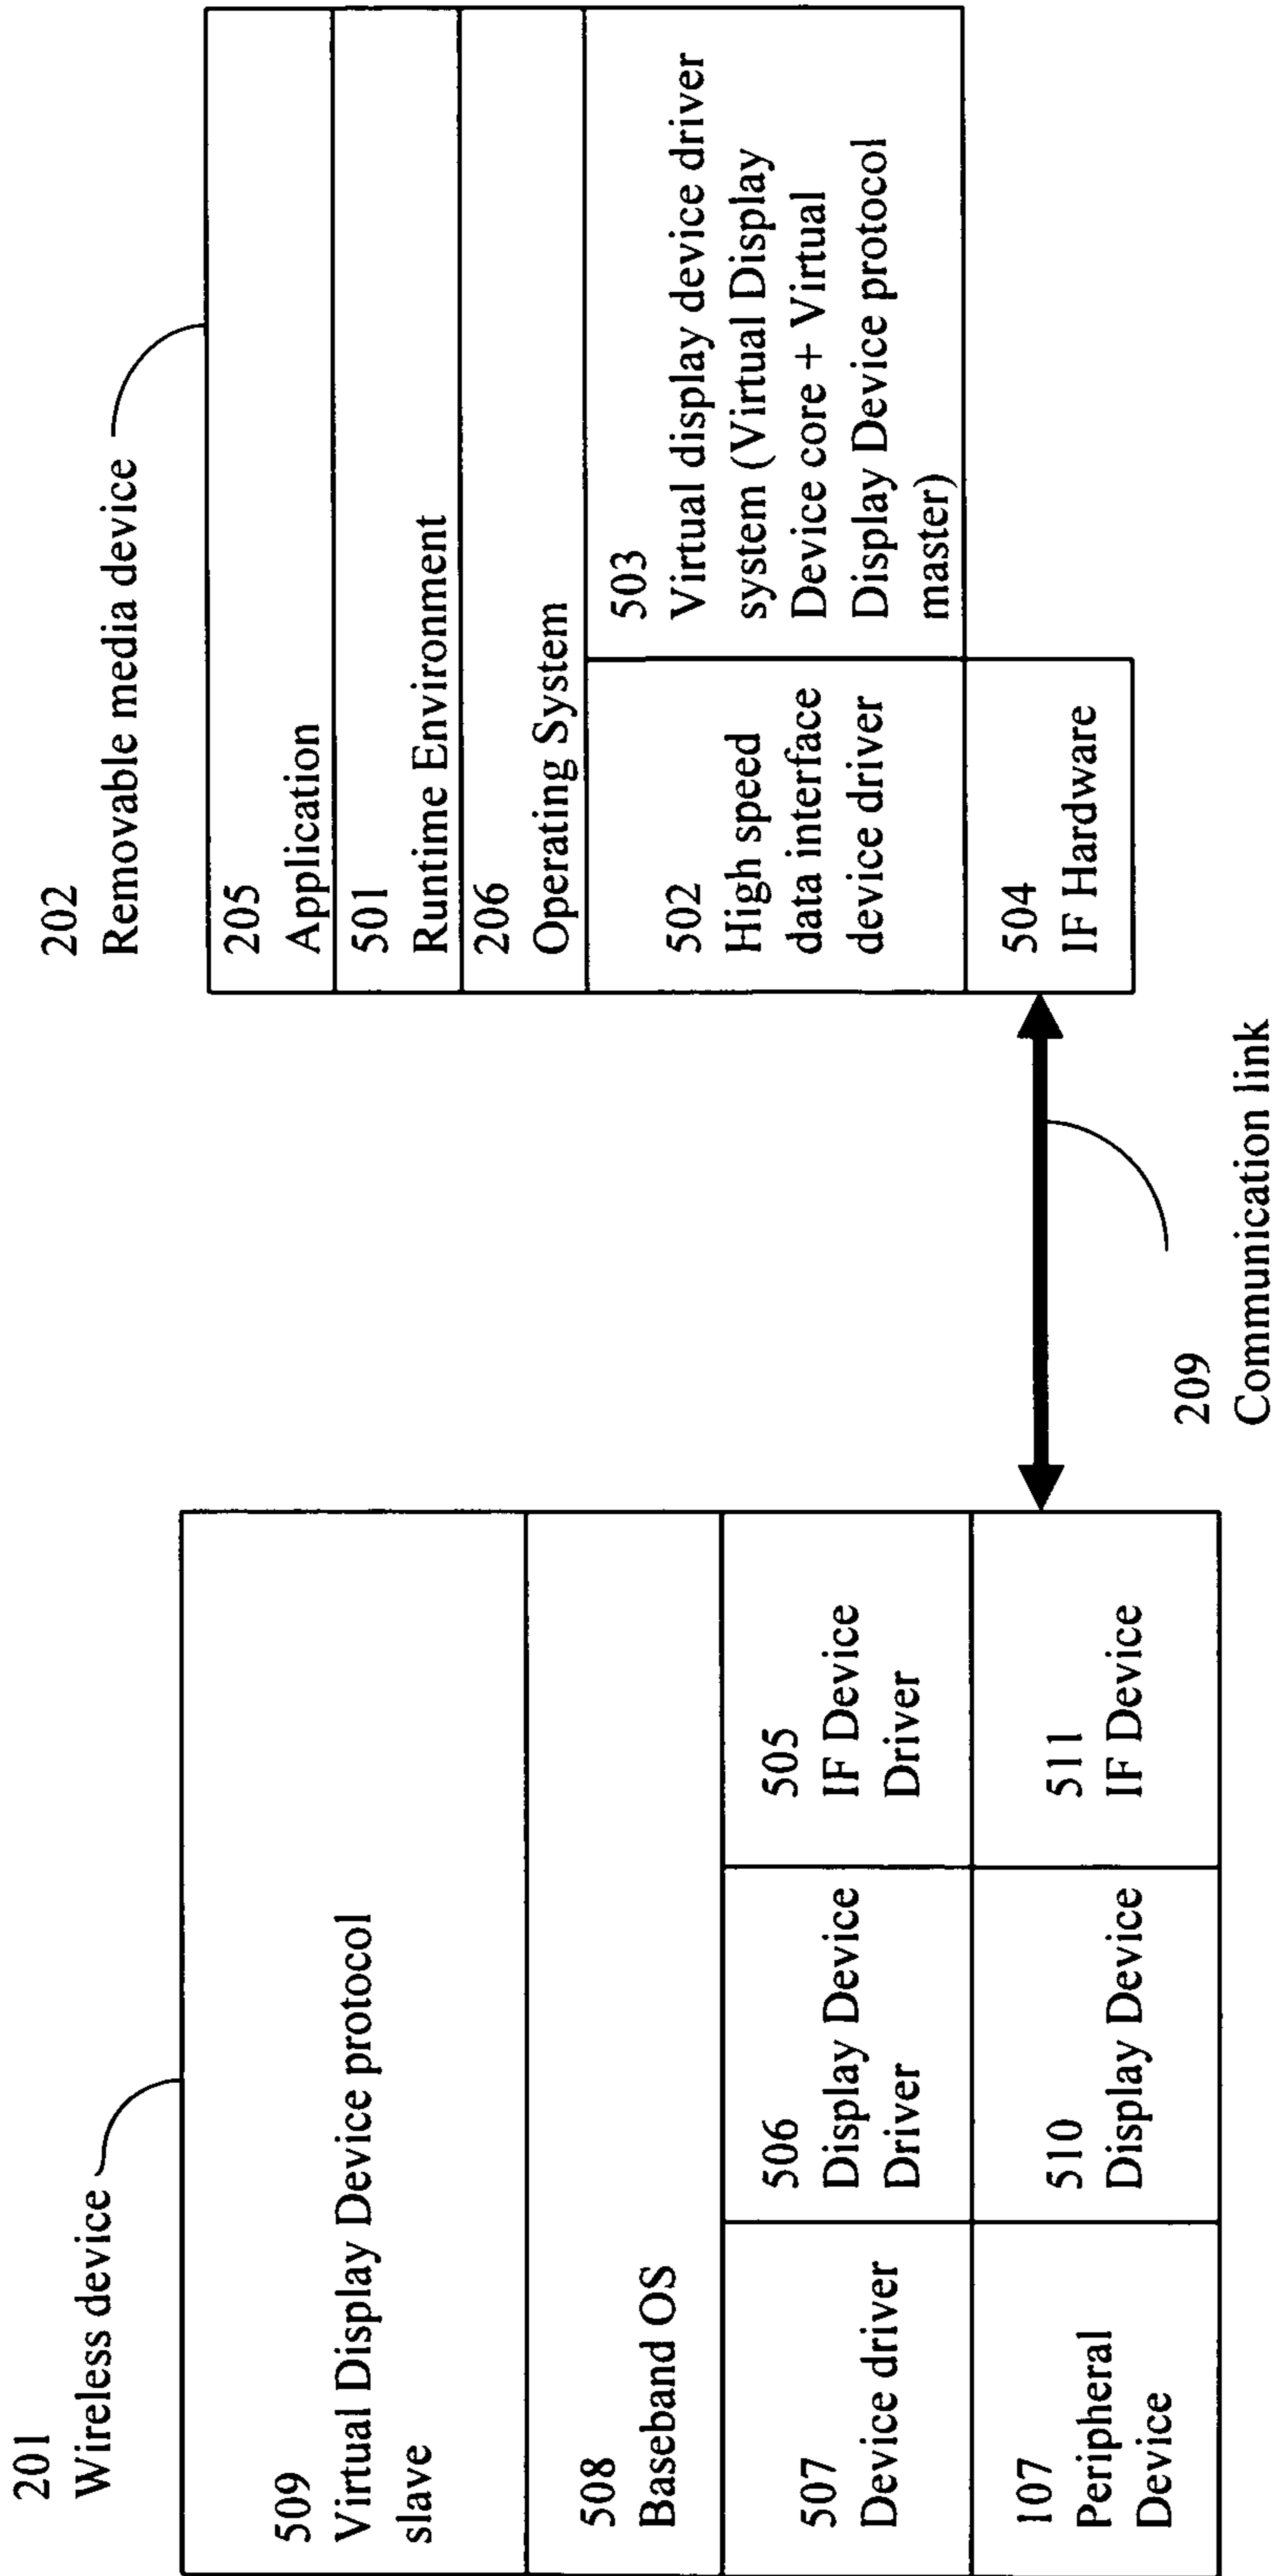 201
Wireless device
509
Virtual Display Device protocol
slave
508
Baseband OS
507
Device driver
506
Display Device
Driver
505
IF Device
Driver
107
Peripheral
Device
510
Display Device
511
IF Device
209
Communication link
202
Removable media device
205
Application
501
Runtime Environment
206
Operating System
502
High speed
data interface
device driver
503
Virtual display device driver
system (Virtual Display
Device core + Virtual
Display Device protocol
master)
504
IF Hardware